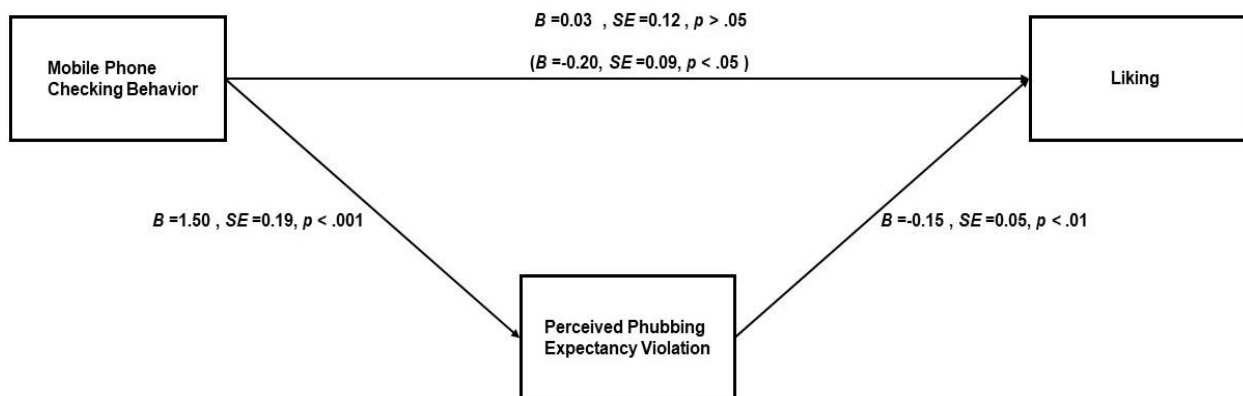 B =0.03 , SE =0.12 , p > .05
(B =-0.20, SE =0.09, p < .05 )
Mobile Phone
Checking Behavior
Liking
B =1.50 , SE =0.19, p < .001
B =-0.15 , SE =0.05, p < .01
Perceived Phubbing
Expectancy Violation